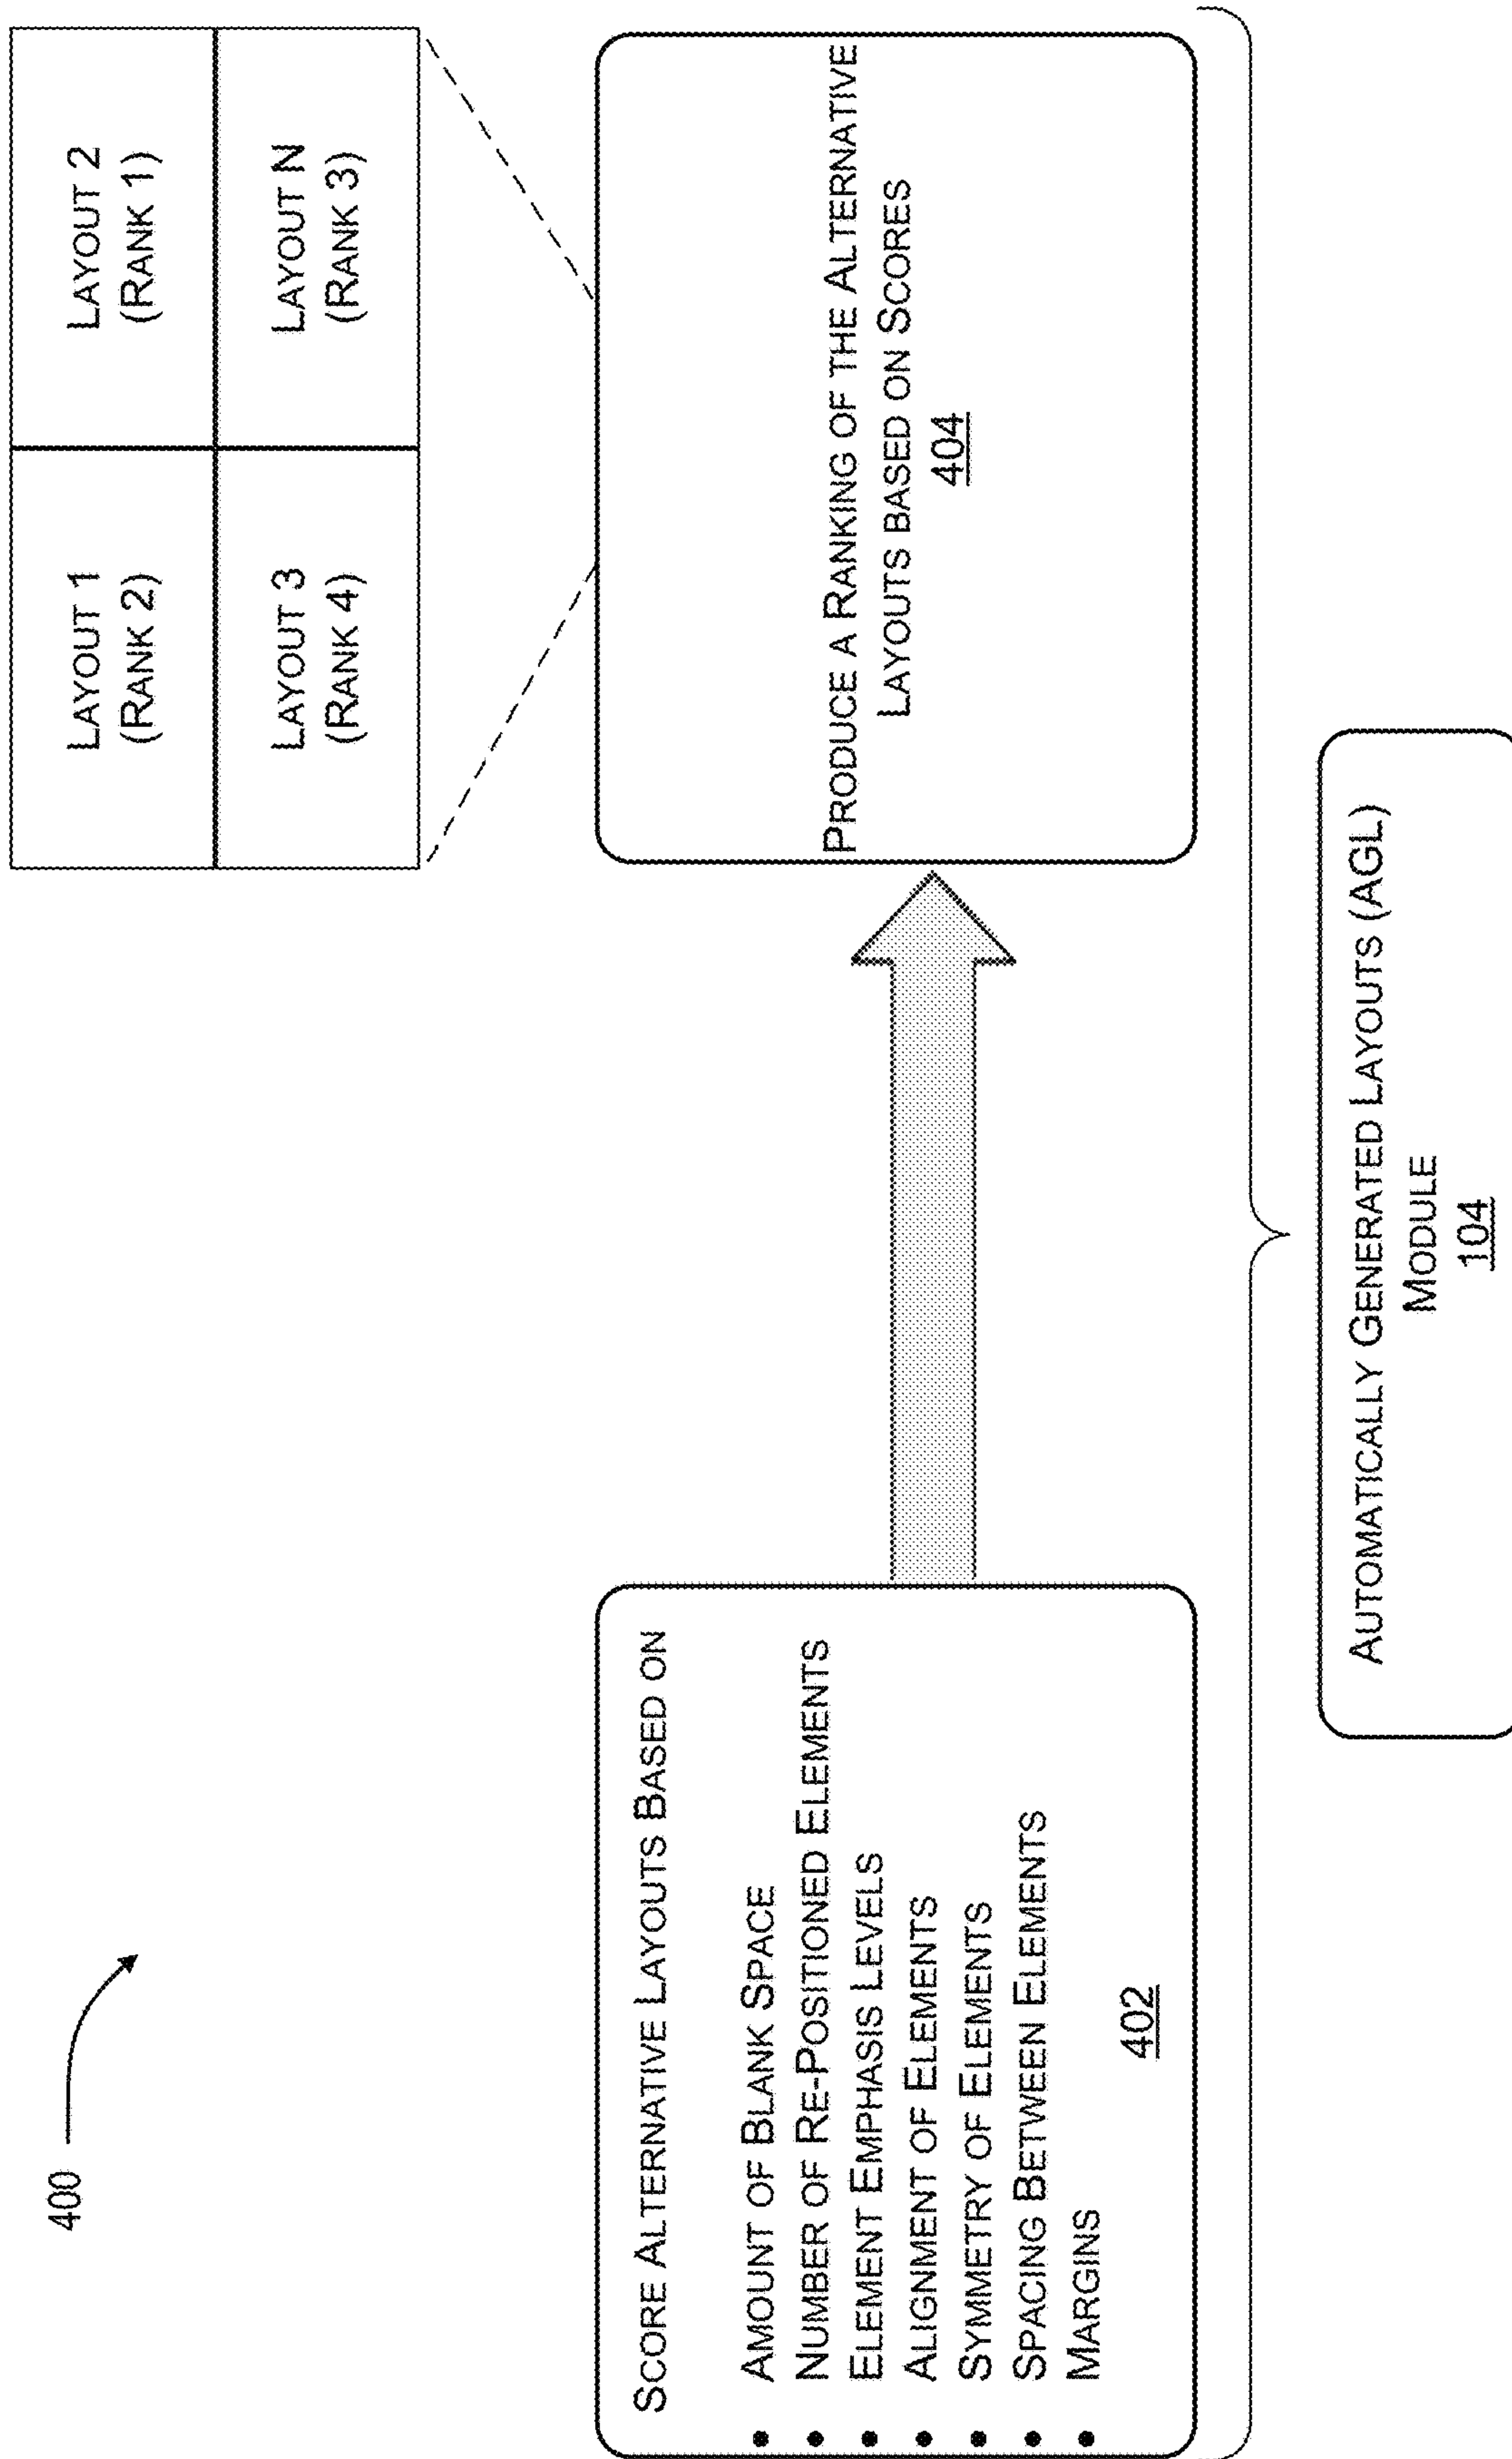 400
LAYOUT 1
(RANK 2)
LAYOUT 2
(RANK 1)
LAYOUT 3
(RANK 4)
LAYOUT N
(RANK 3)
SCORE ALTERNATIVE LAYOUTS BASED ON
• AMOUNT OF BLANK SPACE
• NUMBER OF RE-POSITIONED ELEMENTS
• ELEMENT EMPHASIS LEVELS
• ALIGNMENT OF ELEMENTS
• SYMMETRY OF ELEMENTS
• SPACING BETWEEN ELEMENTS
• MARGINS
402
PRODUCE A RANKING OF THE ALTERNATIVE
LAYOUTS BASED ON SCORES
404
AUTOMATICALLY GENERATED LAYOUTS (AGL)
MODULE
104